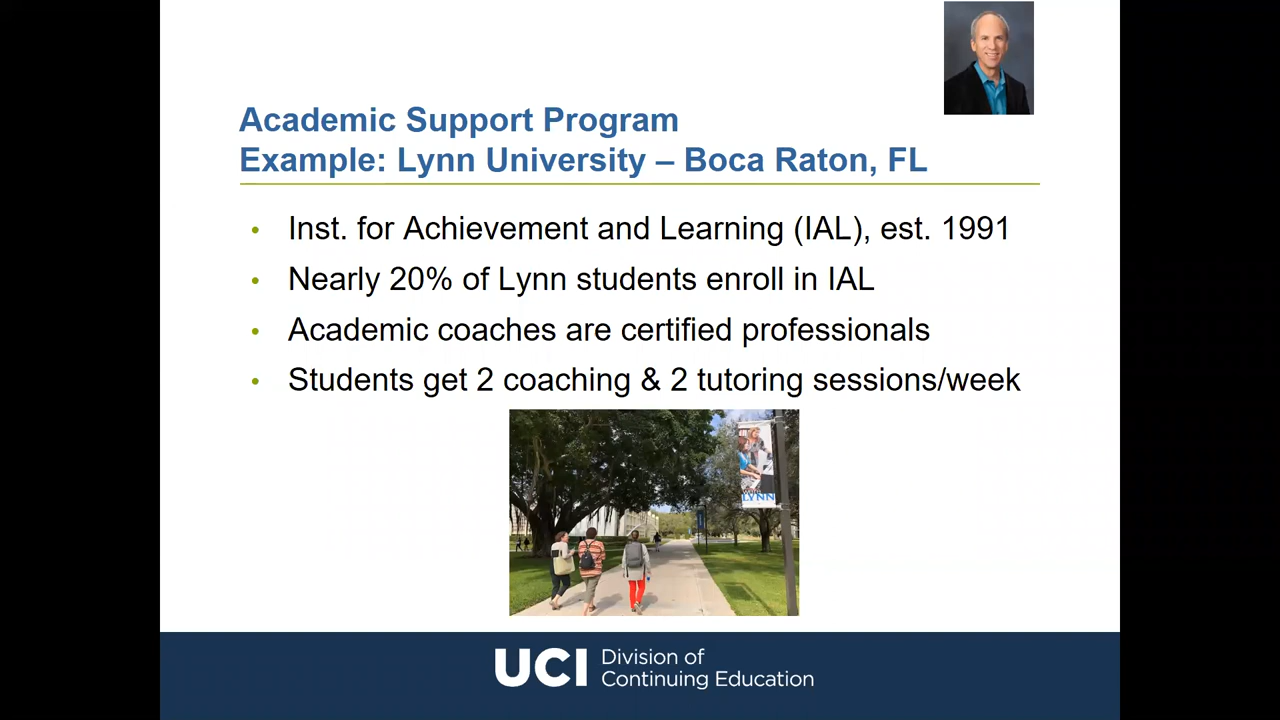 Academic Support Program
Example: Lynn University – Boca Raton, FL
• Inst. for Achievement and Learning (IAL), est. 1991
• Nearly 20% of Lynn students enroll in IAL
• Academic coaches are certified professionals
• Students get 2 coaching & 2 tutoring sessions/week
LYNN
UCI Division of
Continuing Education